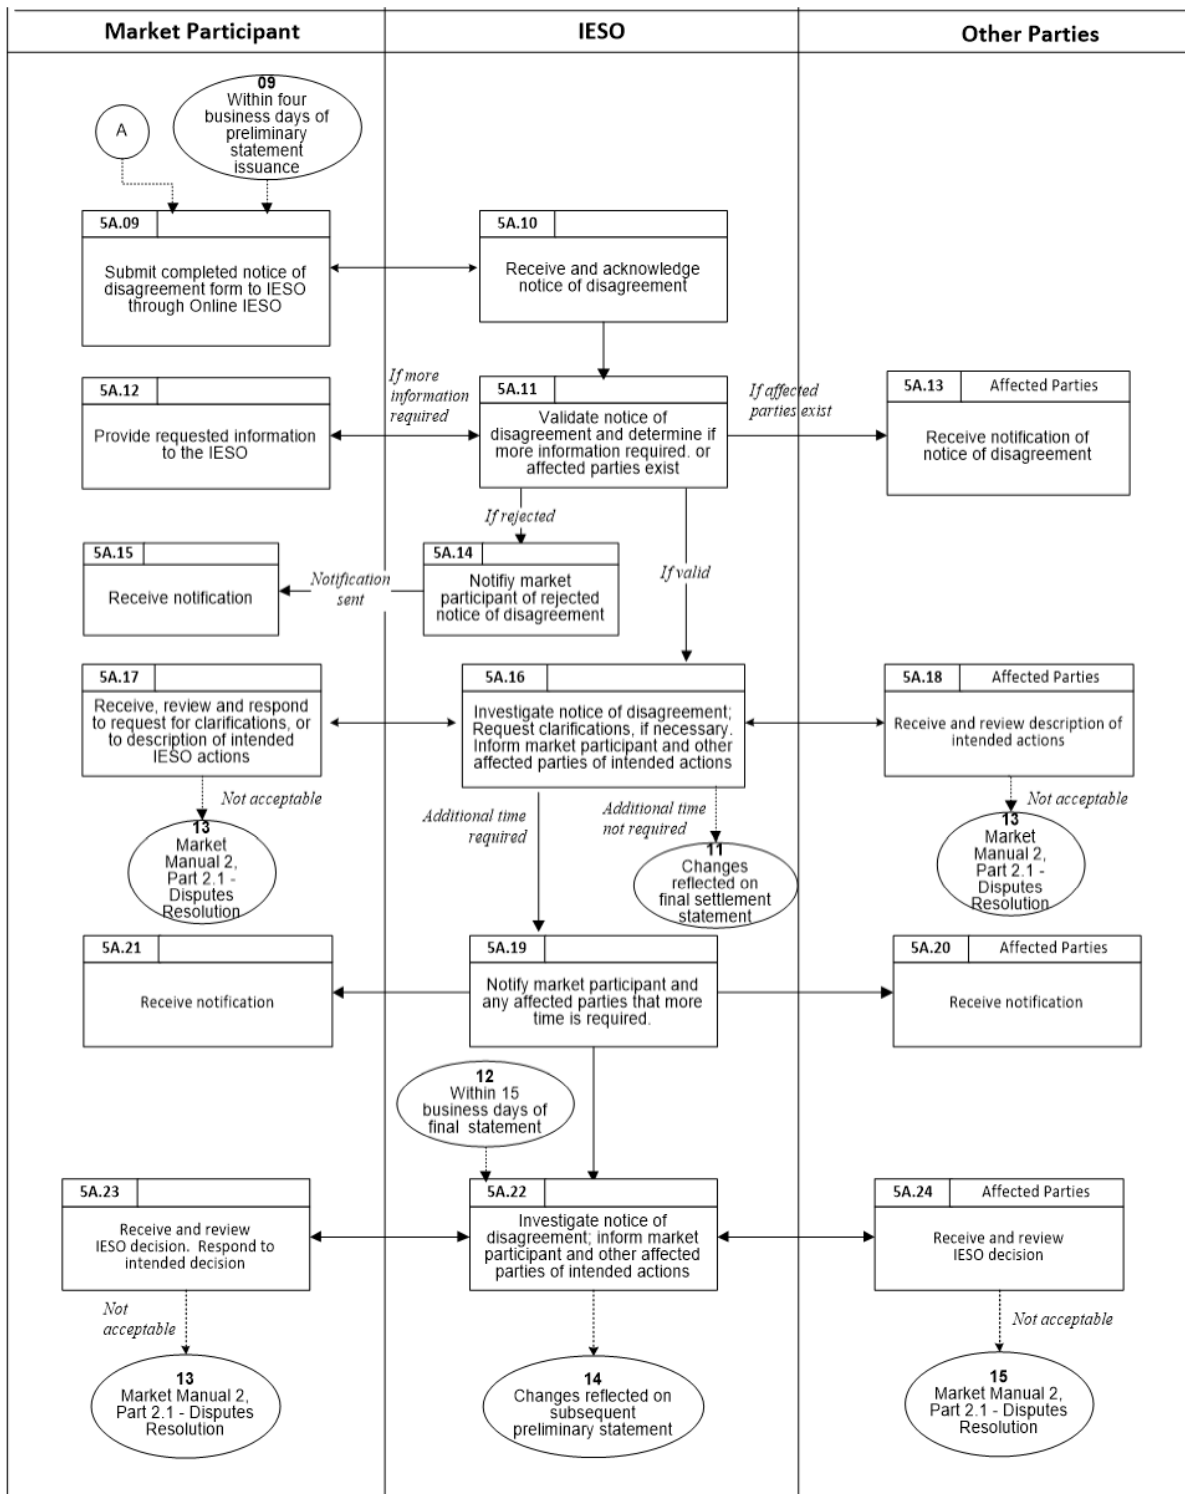 Market Participant
IESO
Other Parties
A
09
Within four
business days of
preliminary
statement
issuance
5A.09
Submit completed notice of
disagreement form to IESO
through Online IESO
5A.10
Receive and acknowledge
notice of disagreement
5A.12
Provide requested information
to the IESO
If more
information
required
5A.11
Validate notice of
disagreement and determine if
more information required. or
affected parties exist
If affected
parties exist
5A.13 Affected Parties
Receive notification of
notice of disagreement
If rejected
If valid
5A.15
Receive notification
Notification
sent
5A.14
Notifiy market
participant of rejected
notice of disagreement
5A.17
Receive, review and respond
to request for clarifications, or
to description of intended
IESO actions
5A.16
Investigate notice of disagreement;
Request clarifications, if necessary.
Inform market participant and other
affected parties of intended actions
5A.18 Affected Parties
Receive and review description of
intended actions
Not acceptable
13
Market
Manual 2,
Part 2.1 -
Disputes
Resolution
Additional time
required
Additional time
not required
11
Changes
reflected on
final settlement
statement
Not acceptable
13
Market
Manual 2,
Part 2.1 -
Disputes
Resolution
5A.21
Receive notification
5A.19
Notify market participant and
any affected parties that more
time is required.
5A.20 Affected Parties
Receive notification
12
Within 15
business days of
final statement
5A.23
Receive and review
IESO decision. Respond to
intended decision
5A.22
Investigate notice of
disagreement; inform market
participant and other affected
parties of intended actions
5A.24 Affected Parties
Receive and review
IESO decision
Not
acceptable
13
Market Manual 2,
Part 2.1 - Disputes
Resolution
14
Changes reflected on
subsequent
preliminary statement
Not acceptable
15
Market Manual 2,
Part 2.1 - Disputes
Resolution